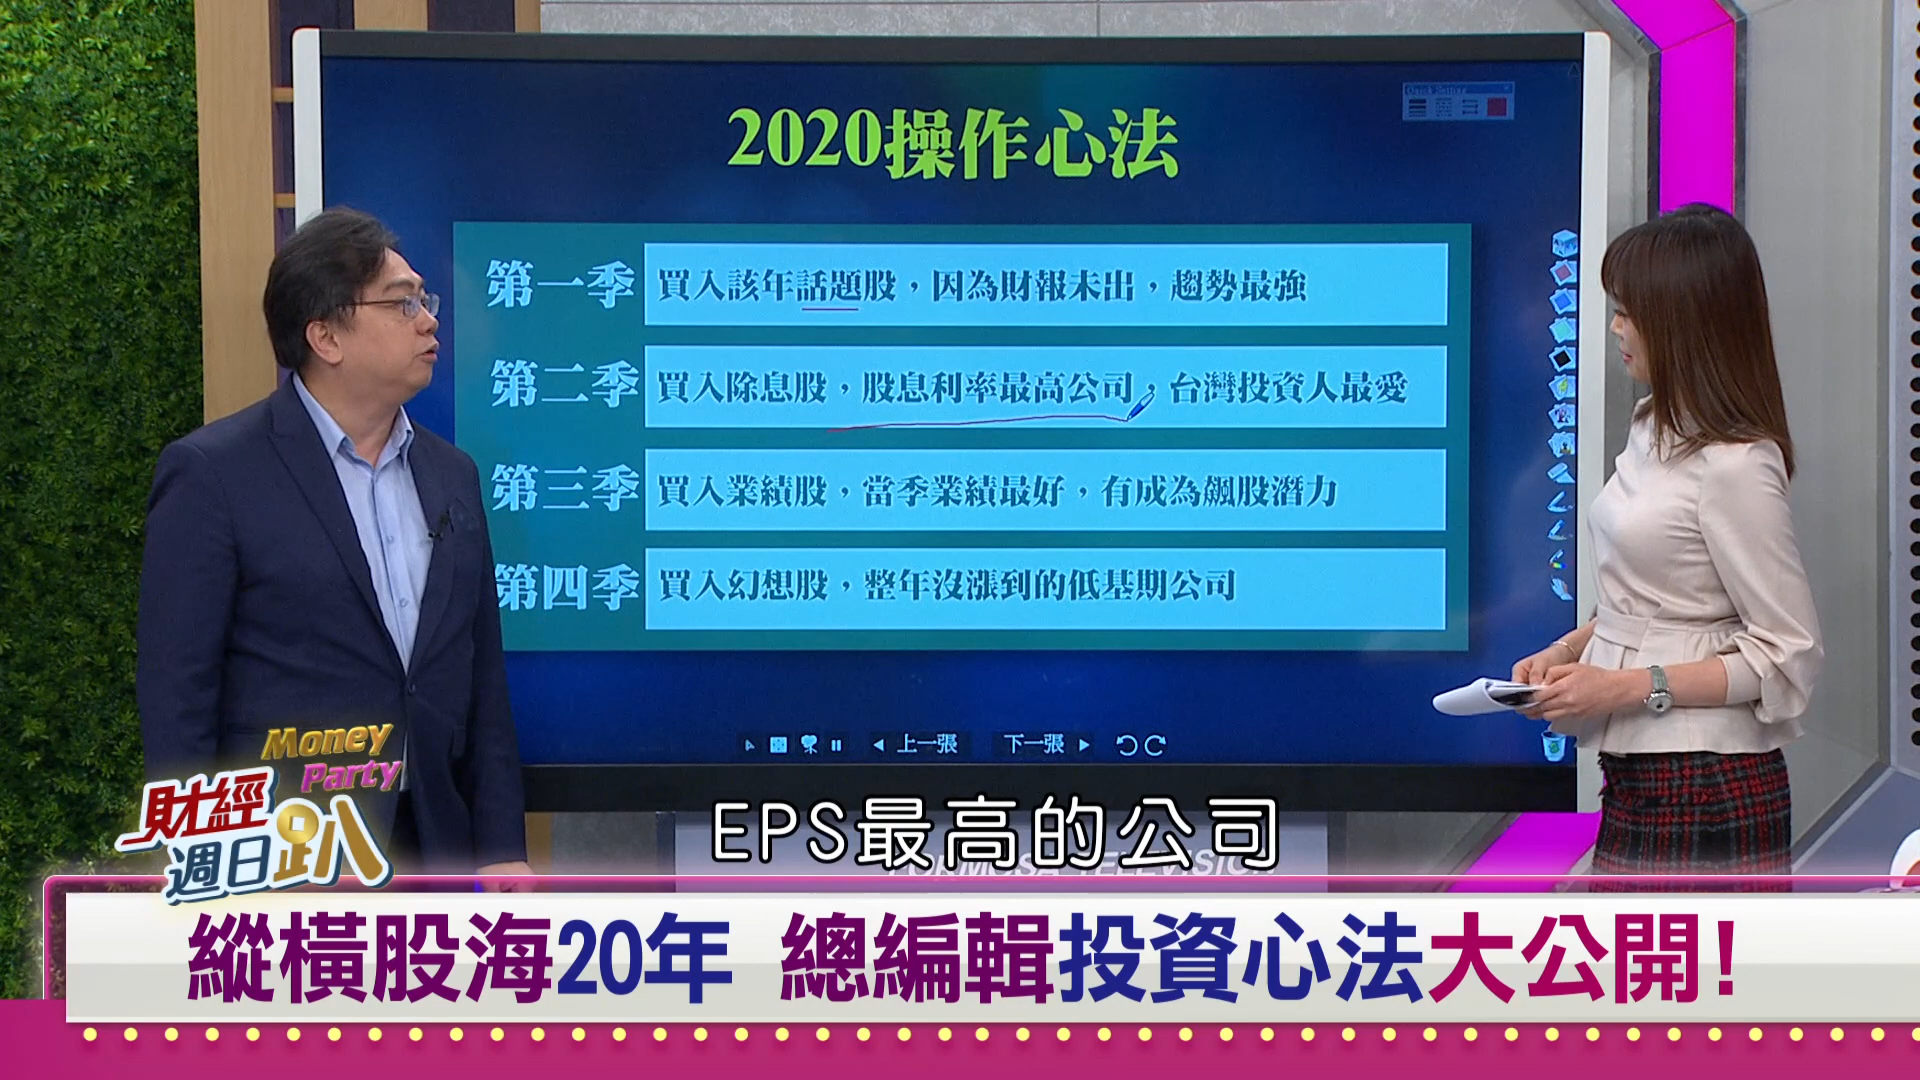 Quick Setting
2020操作心法
第一季 買入該年話題股，因為財報未出，趨勢最強
第二季 買入除息股，股息利率最高公司，台灣投資人最愛
第三季 買入業績股，當季業績最好，有成為飆股潛力
第四季 買入幻想股，整年沒漲到的低基期公司
上一張 下一張
Money
Party
財經
週日趴
EPS最高的公司
FORMOSA TELEVISION
縱橫股海20年 總編輯投資心法大公開!